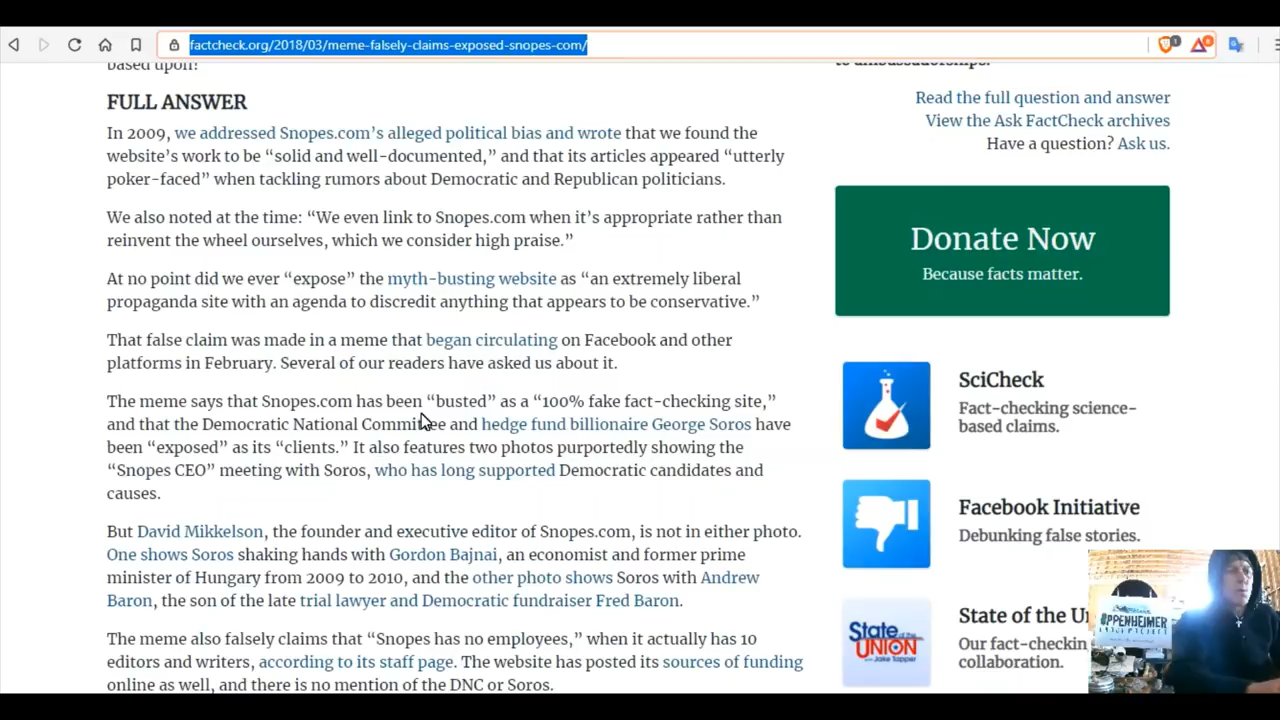 factcheck.org/2018/03/meme-falsely-claims-exposed-snopes-com/
based upon?
FULL ANSWER
In 2009, we addressed Snopes.com’s alleged political bias and wrote that we found the
website’s work to be “solid and well-documented,” and that its articles appeared “utterly
poker-faced” when tackling rumors about Democratic and Republican politicians.
We also noted at the time: “We even link to Snopes.com when it’s appropriate rather than
reinvent the wheel ourselves, which we consider high praise.”
At no point did we ever “expose” the myth-busting website as “an extremely liberal
propaganda site with an agenda to discredit anything that appears to be conservative.”
That false claim was made in a meme that began circulating on Facebook and other
platforms in February. Several of our readers have asked us about it.
The meme says that Snopes.com has been “busted” as a “100% fake fact-checking site,”
and that the Democratic National Committee and hedge fund billionaire George Soros have
been “exposed” as its “clients.” It also features two photos purportedly showing the
“Snopes CEO” meeting with Soros, who has long supported Democratic candidates and
causes.
But David Mikkelson, the founder and executive editor of Snopes.com, is not in either photo.
One shows Soros shaking hands with Gordon Bajnai, an economist and former prime
minister of Hungary from 2009 to 2010, and the other photo shows Soros with Andrew
Baron, the son of the late trial lawyer and Democratic fundraiser Fred Baron.
The meme also falsely claims that “Snopes has no employees,” when it actually has 10
editors and writers, according to its staff page. The website has posted its sources of funding
online as well, and there is no mention of the DNC or Soros.
to ambassadorships.
Read the full question and answer
View the Ask FactCheck archives
Have a question? Ask us.
Donate Now
Because facts matter.
SciCheck
Fact-checking science-
based claims.
Facebook Initiative
Debunking false stories.
State of the
UNION
with Jake Tapper
State of the U
Our fact-checkin
collaboration.
OPPENHEIMER